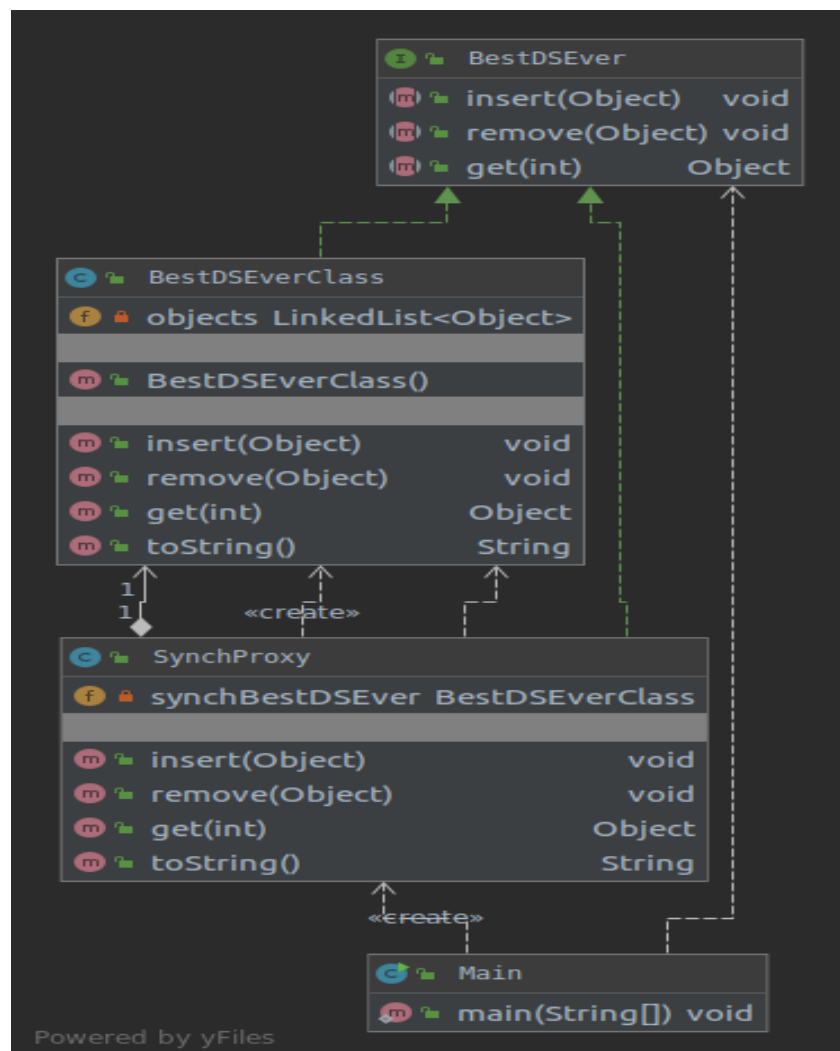 BestDSEver
insert(Object) void
remove(Object) void
get(int) Object
BestDSEverClass
objects LinkedList<Object>
BestDSEverClass()
insert(Object) void
remove(Object) void
get(int) Object
toString() String
1
1 «create»
SynchProxy
synchBestDSEver BestDSEverClass
insert(Object) void
remove(Object) void
get(int) Object
toString() String
«create»
Main
main(String[]) void
Powered by yFiles